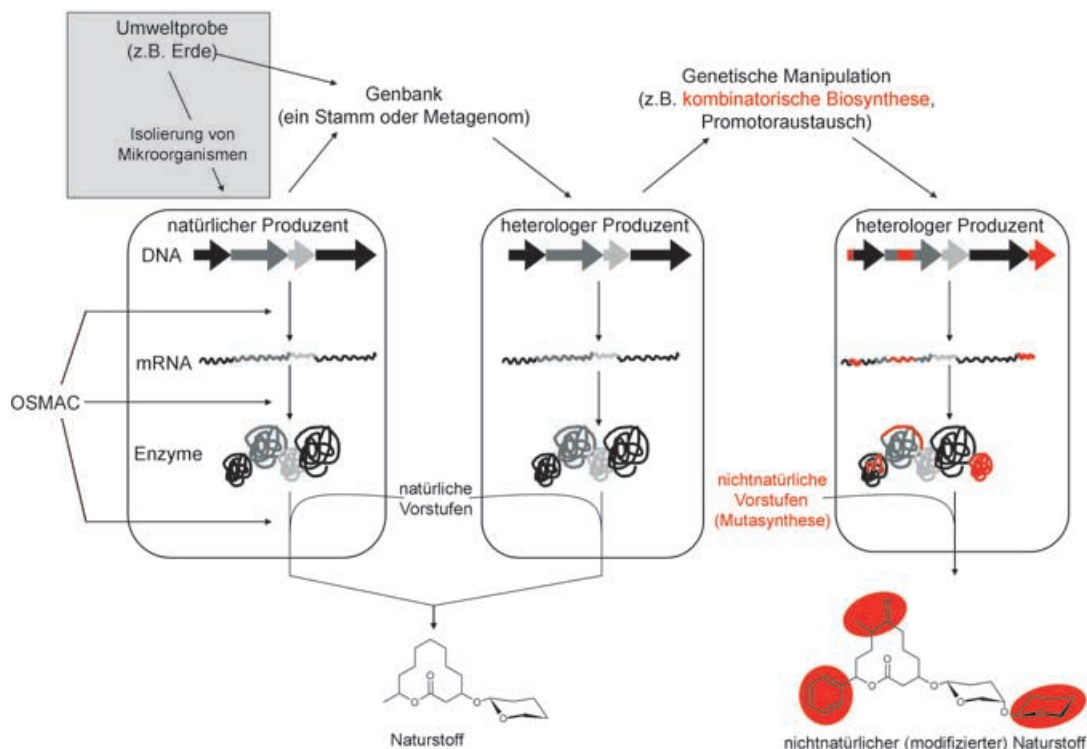 Umweltprobe
(z.B. Erde)
Isolierung von
Mikroorganismen
Genbank
(ein Stamm oder Metagenom)
Genetische Manipulation
(z.B. kombinatorische Biosynthese,
Promotoraustausch)
natürlicher Produzent
heterologer Produzent
heterologer Produzent
DNA
mRNA
OSMAC
Enzyme
natürliche
Vorstufen
nichtnatürliche
Vorstufen
(Mutasynthese)
O
O
O
O
O
O
O
O
O
Naturstoff
nichtnatürlicher (modifizierter) Naturstoff